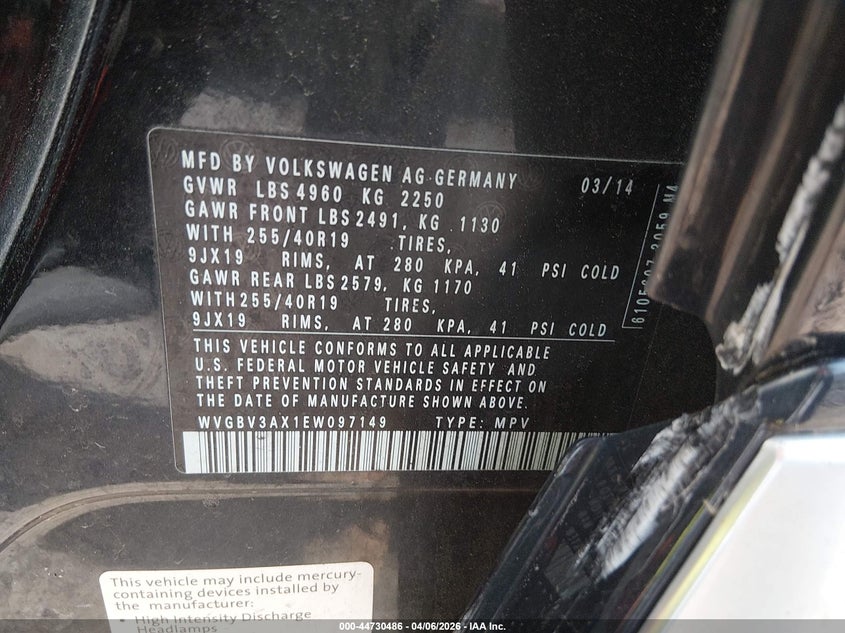 MFD BY VOLKSWAGEN AG GERMANY 03/14
GVWR LBS 4960 KG 2250
GAWR FRONT LBS 2491, KG 1130
WITH 255/40R19 TIRES,
9JX19 RIMS, AT 280 KPA, 41 PSI COLD
GAWR REAR LBS 2579, KG 1170
WITH 255/40R19 TIRES,
9JX19 RIMS, AT 280 KPA, 41 PSI COLD
THIS VEHICLE CONFORMS TO ALL APPLICABLE
U.S. FEDERAL MOTOR VEHICLE SAFETY AND
THEFT PREVENTION STANDARDS IN EFFECT ON
THE DATE OF MANUFACTURE SHOWN ABOVE.
WVGBV3AX1EW097149 TYPE: MPV
This vehicle may include mercury-
containing devices installed by
the manufacturer:
• High Intensity Discharge
Headlamps
000-44730486 - 04/06/2026 - IAA Inc.